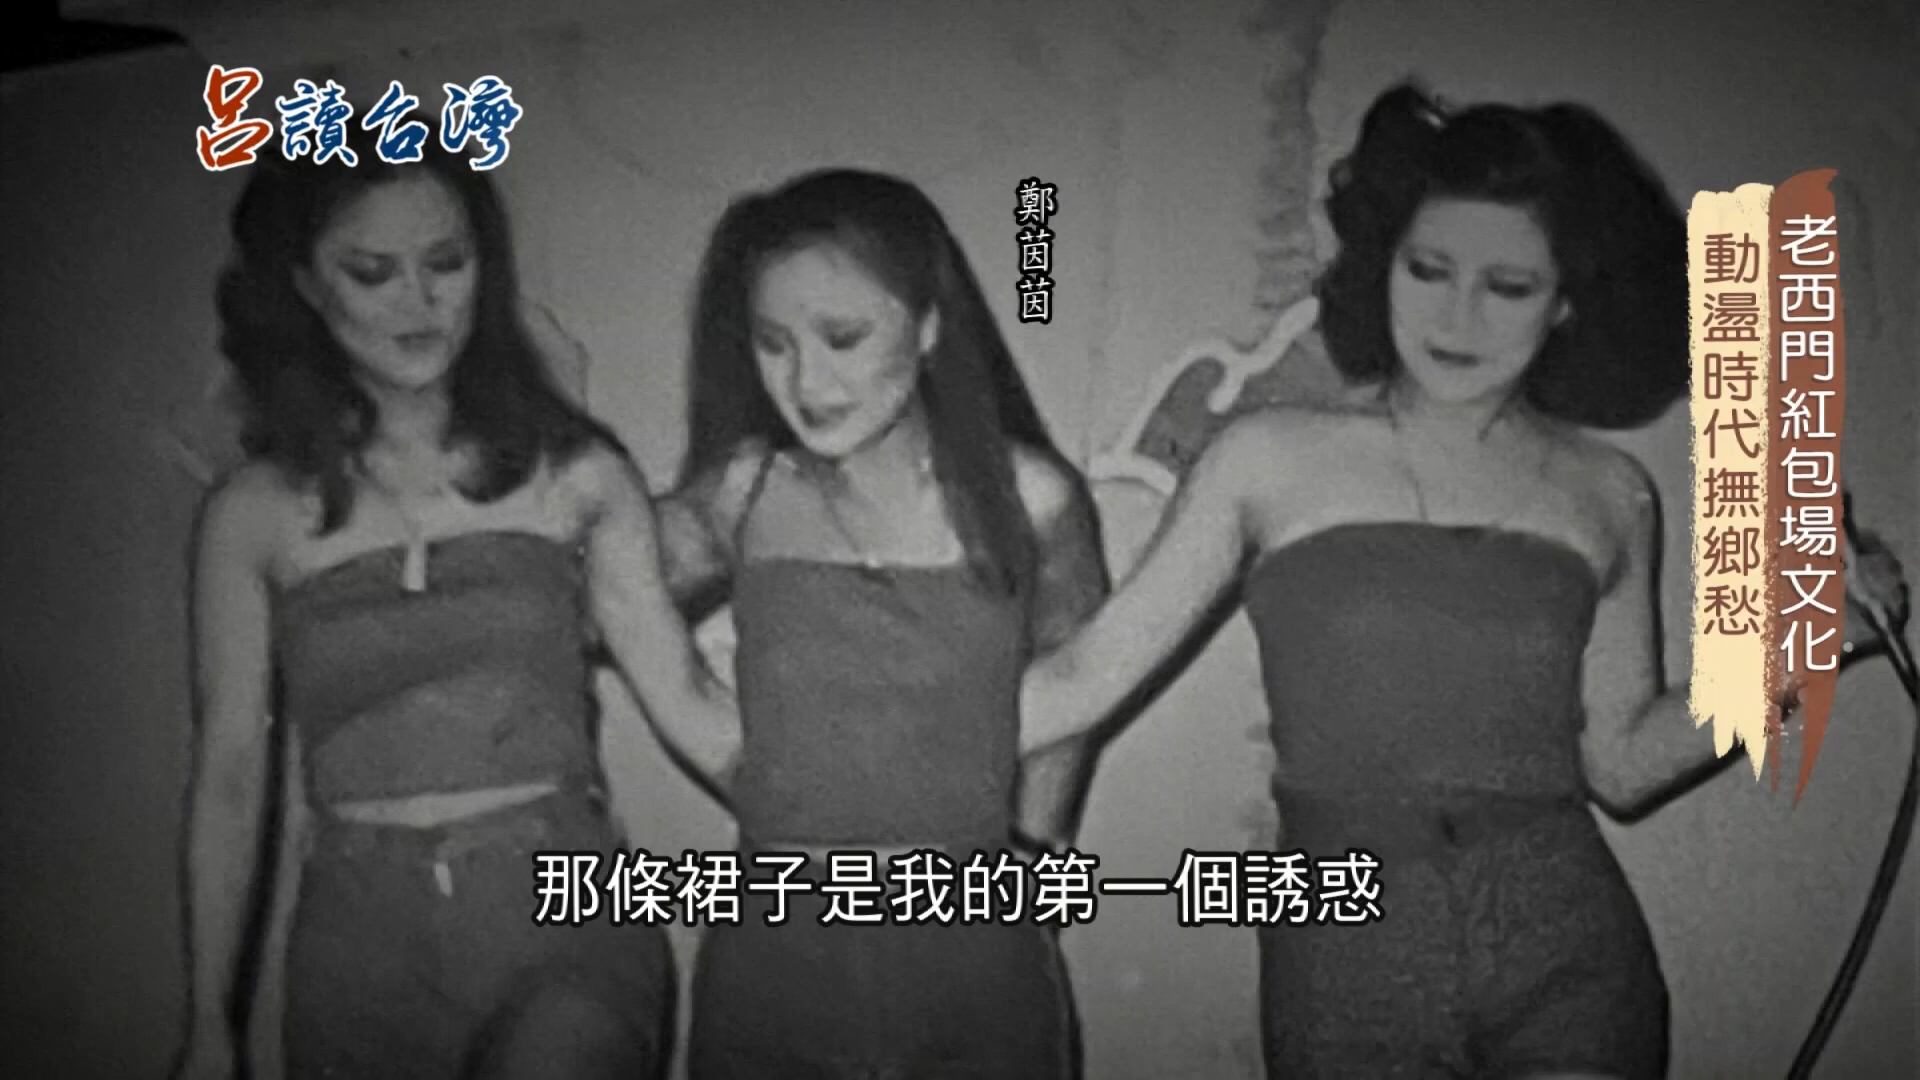 呂讀台灣
鄭茵茵
老西門紅包場文化
動盪時代撫鄉愁
那條裙子是我的第一個誘惑